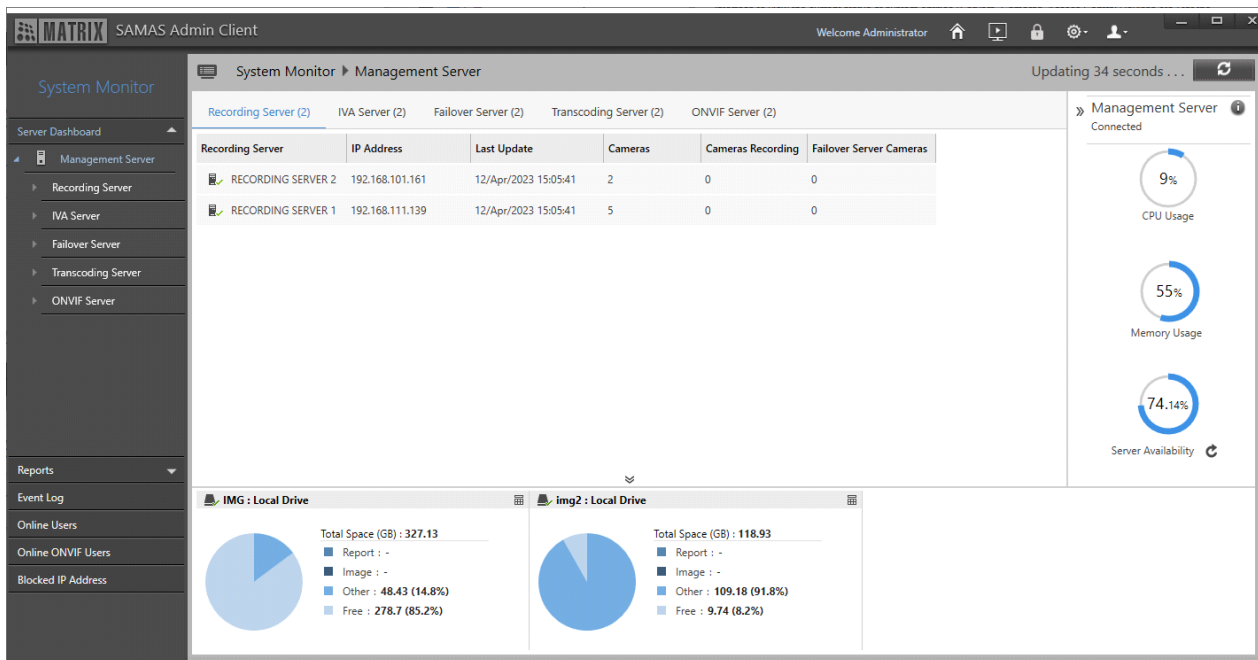 MATRIX SAMAS Admin Client
Welcome Administrator
System Monitor
Server Dashboard
Management Server
Recording Server
IVA Server
Failover Server
Transcoding Server
ONVIF Server
Reports
Event Log
Online Users
Online ONVIF Users
Blocked IP Address
System Monitor Management Server
Updating 34 seconds . . .
Recording Server (2) IVA Server (2) Failover Server (2) Transcoding Server (2) ONVIF Server (2)
Recording Server IP Address Last Update Cameras Cameras Recording Failover Server Cameras
RECORDING SERVER 2 192.168.101.161 12/Apr/2023 15:05:41 2 0 0
RECORDING SERVER 1 192.168.111.139 12/Apr/2023 15:05:41 5 0 0
» Management Server
Connected
9%
CPU Usage
55%
Memory Usage
74.14%
Server Availability
IMG : Local Drive
Total Space (GB) : 327.13
Report : -
Image : -
Other : 48.43 (14.8%)
Free : 278.7 (85.2%)
img2 : Local Drive
Total Space (GB) : 118.93
Report : -
Image : -
Other : 109.18 (91.8%)
Free : 9.74 (8.2%)